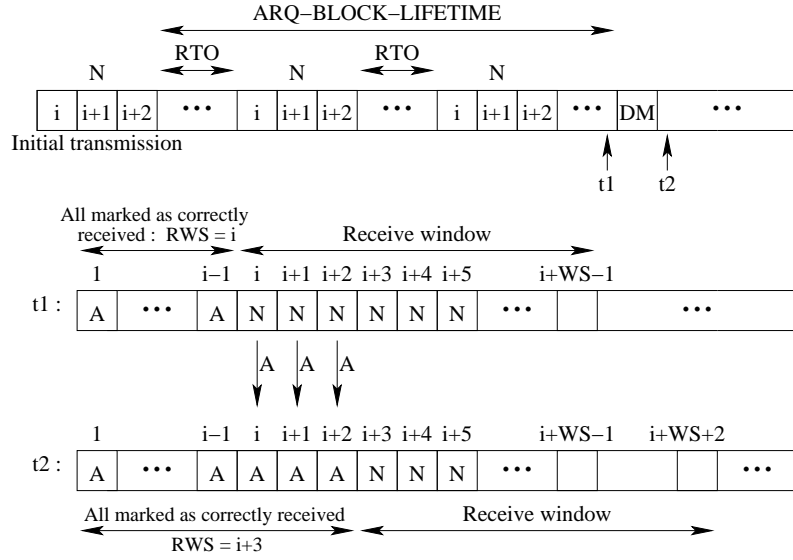 ARQ−BLOCK−LIFETIME
RTO RTO
N N N
i i+1 i+2 ••• i i+1 i+2 ••• i i+1 i+2 ••• DM •••
Initial transmission
t1 t2
All marked as correctly
received : RWS = i
Receive window
1 i−1 i i+1 i+2 i+3 i+4 i+5 i+WS−1
t1 : A ••• A N N N N N N ••• •••
A A A
1 i−1 i i+1 i+2 i+3 i+4 i+5 i+WS−1 i+WS+2
t2 : A ••• A A A A N N N ••• •••
All marked as correctly received
RWS = i+3
Receive window